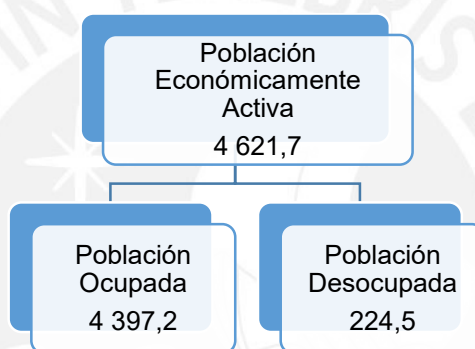 Población
Económicamente
Activa
4 621,7
Población
Ocupada
4 397,2
Población
Desocupada
224,5